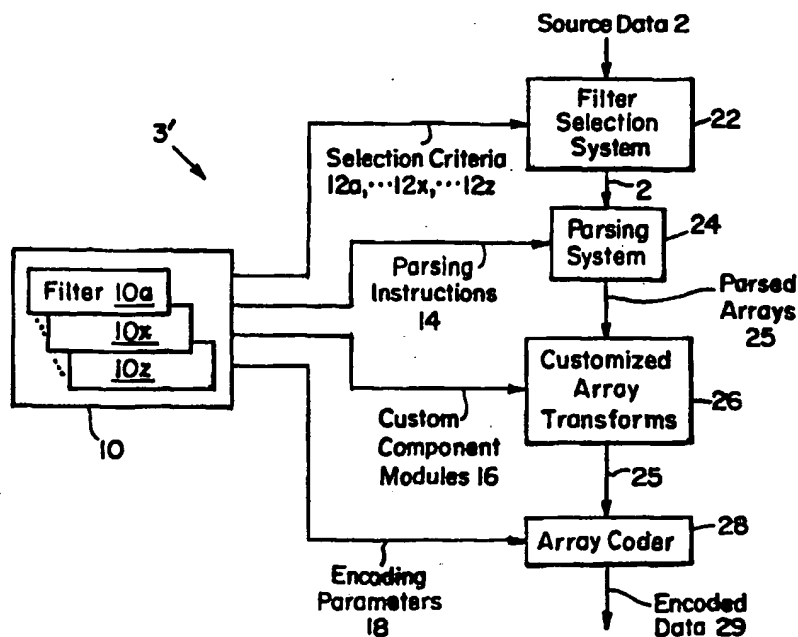 Source Data 2
Filter
Selection
System
22
3'
Selection Criteria
12a,···12x,···12z
2
Parsing
System
24
Parsing
Instructions
14
Parsed
Arrays
25
Filter 10a
10x
10z
10
Customized
Array
Transforms
26
Custom
Component
Modules 16
25
Array Coder
28
Encoding
Parameters
18
Encoded
Data 29